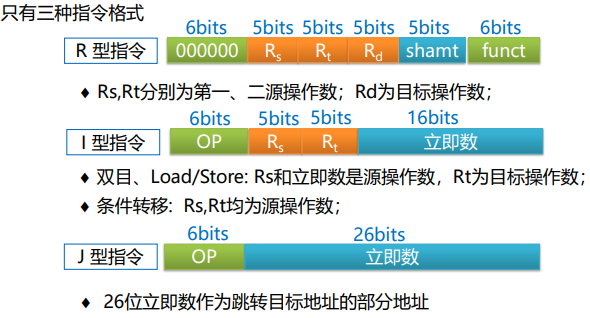 只有三种指令格式
6bits 5bits 5bits 5bits 5bits 6bits
R 型指令 000000 Rs Rt Rd shamt funct
♦ Rs,Rt分别为第一、二源操作数；Rd为目标操作数；
6bits 5bits 5bits 16bits
I 型指令 OP Rs Rt 立即数
♦ 双目、Load/Store: Rs和立即数是源操作数，Rt为目标操作数；
♦ 条件转移: Rs,Rt均为源操作数；
6bits 26bits
J 型指令 OP 立即数
♦ 26位立即数作为跳转目标地址的部分地址